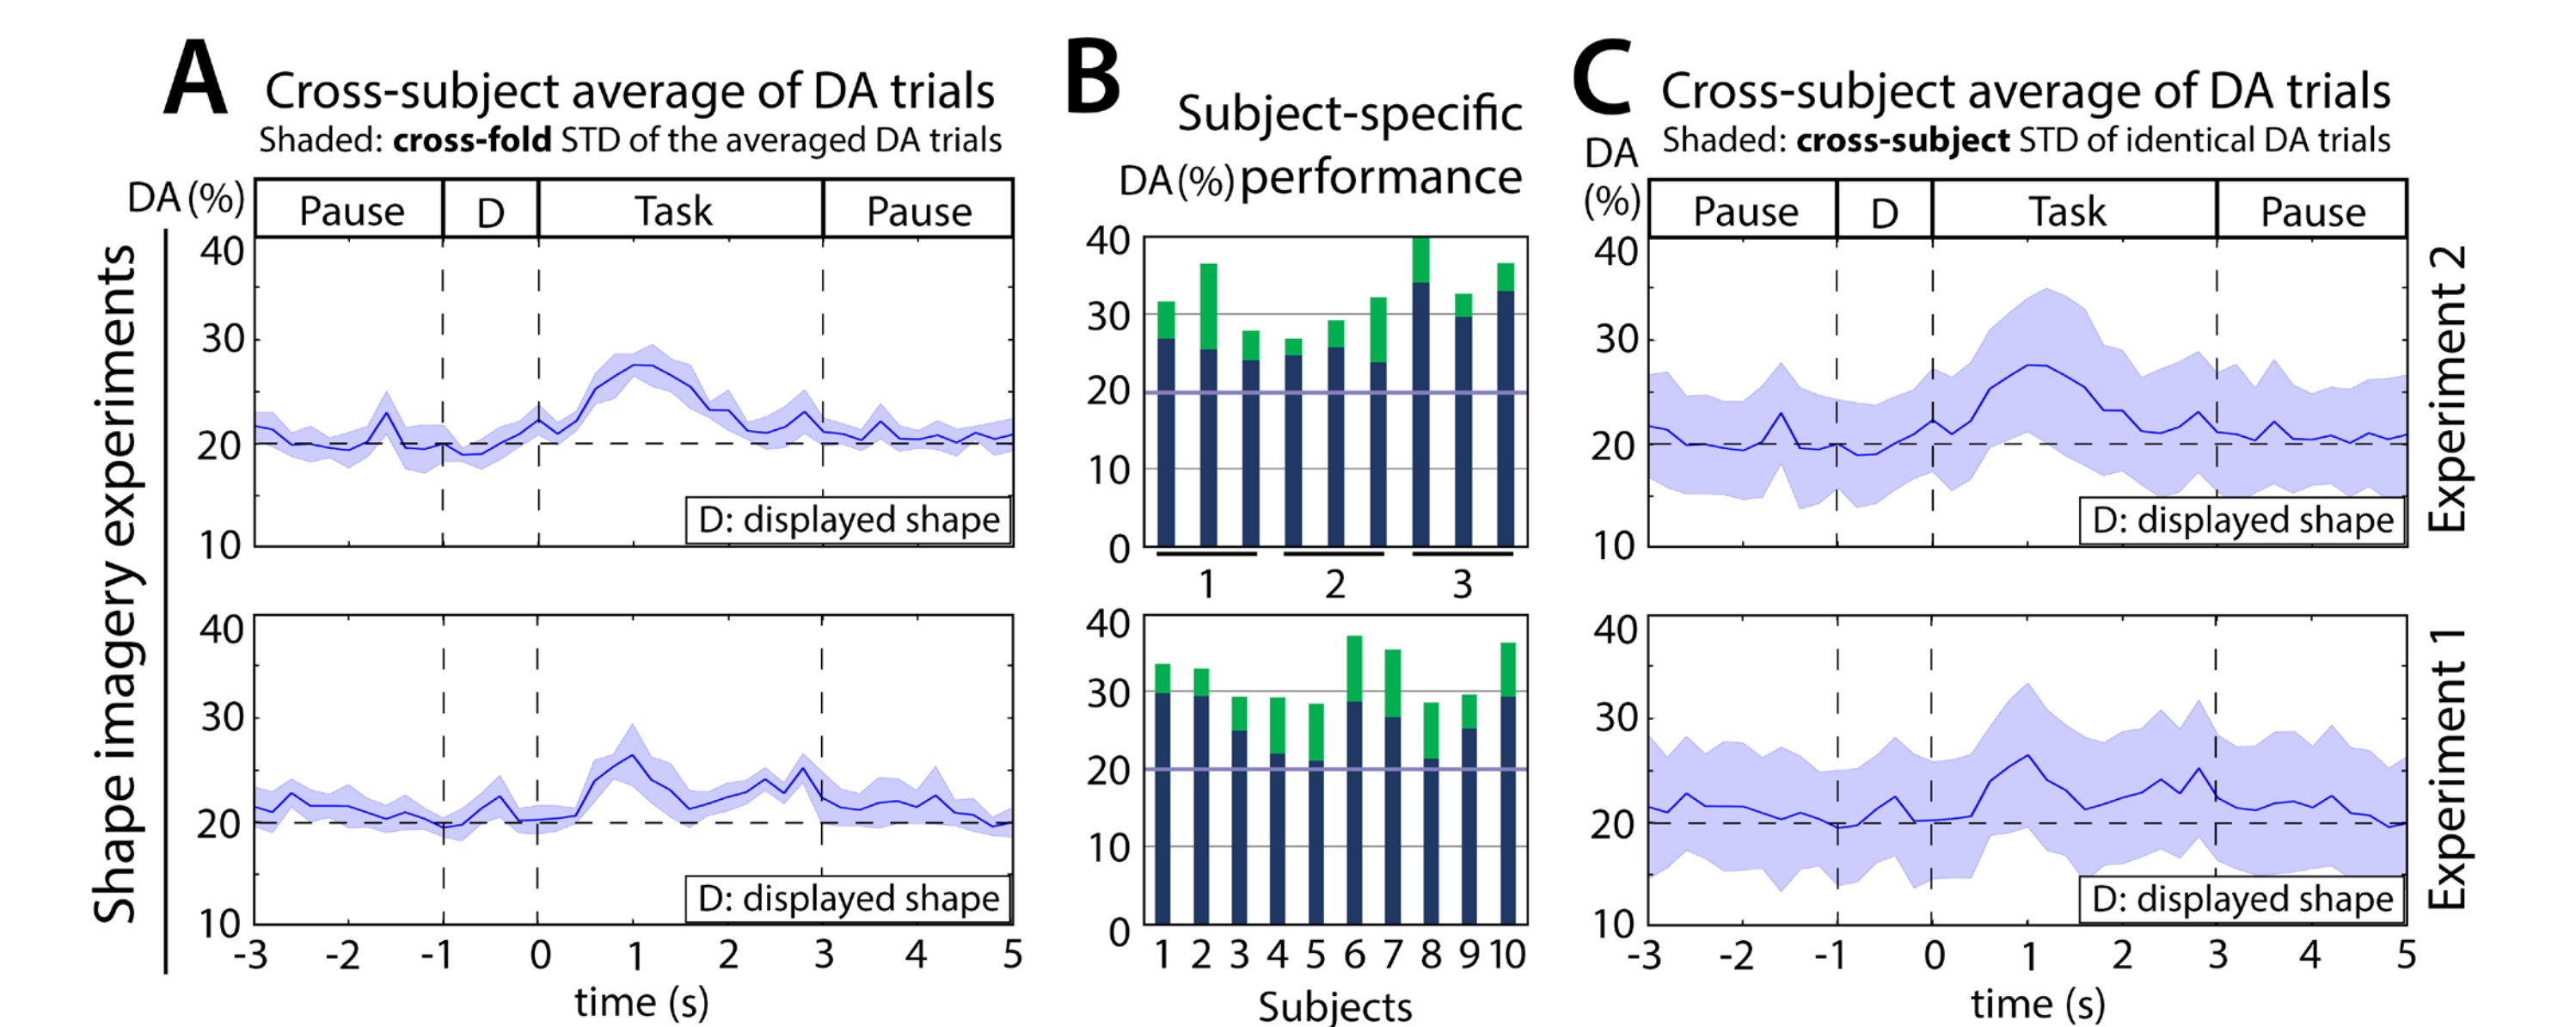 A
Cross-subject average of DA trials
Shaded: cross-fold STD of the averaged DA trials
DA (%)
Pause D Task Pause
40
30
20
10
D: displayed shape
40
30
20
10
D: displayed shape
-3 -2 -1 0 1 2 3 4 5
time (s)
Shape imagery experiments
B
Subject-specific
DA (%) performance
40
30
20
10
0
1 2 3
40
30
20
10
0
1 2 3 4 5 6 7 8 9 10
Subjects
C
Cross-subject average of DA trials
Shaded: cross-subject STD of identical DA trials
DA
(%)
Pause D Task Pause
40
30
20
10
D: displayed shape
Experiment 2
40
30
20
10
D: displayed shape
Experiment 1
-3 -2 -1 0 1 2 3 4 5
time (s)